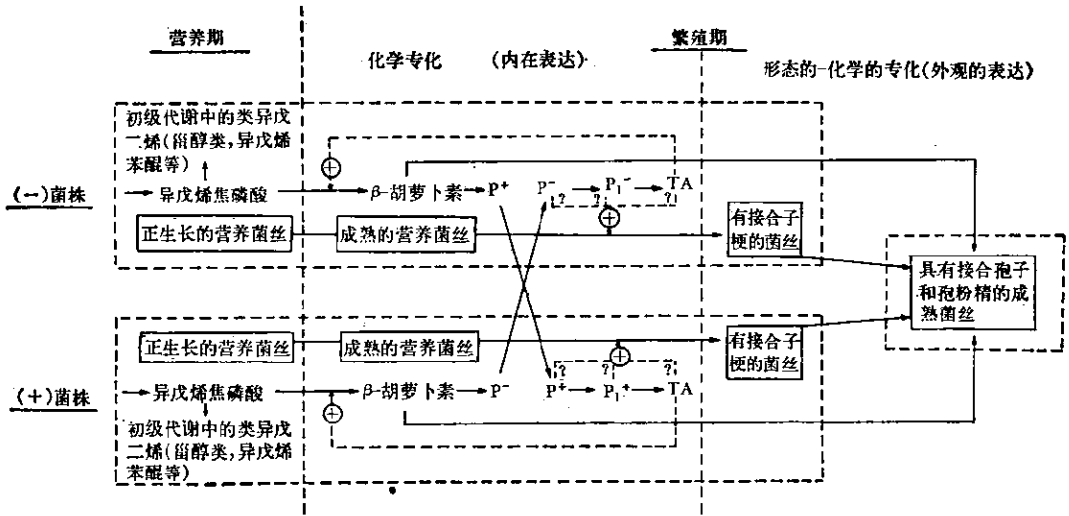 营养期
繁殖期
化学专化 (内在表达)
形态的-化学的专化(外观的表达)
初级代谢中的类异戊
二烯(甾醇类,异戊烯
苯醌等)
(-)菌株
异戊烯焦磷酸
β-胡萝卜素
P⁺
P⁻
P₁⁻
TA
?
?
?
正生长的营养菌丝
成熟的营养菌丝
有接合子
梗的菌丝
具有接合孢子
和孢粉精的成
熟菌丝
正生长的营养菌丝
成熟的营养菌丝
有接合子
梗的菌丝
?
?
?
(+)菌株
异戊烯焦磷酸
β-胡萝卜素
P⁻
P⁺
P₁⁺
TA
初级代谢中的类异戊
二烯(甾醇类,异戊烯
苯醌等)